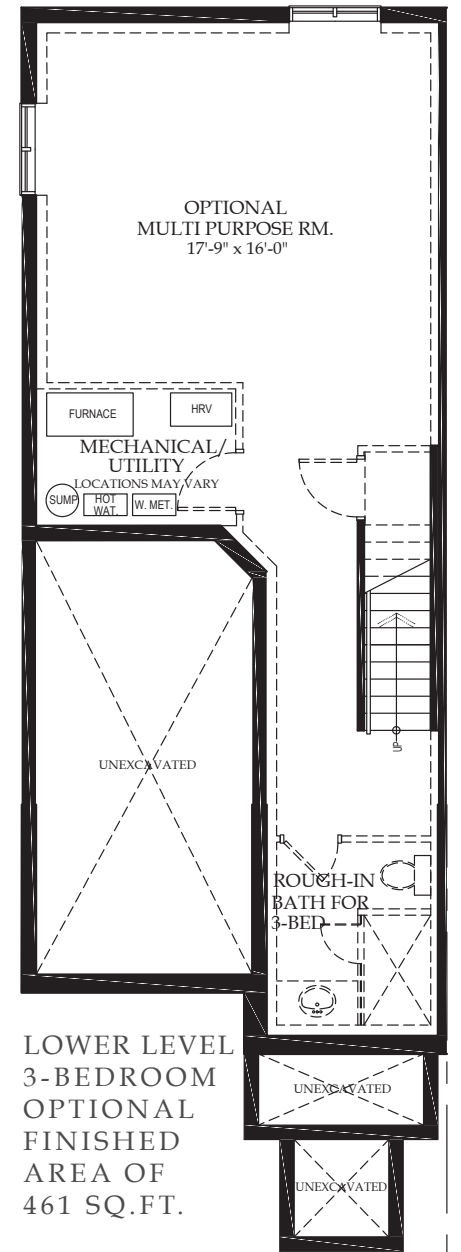 OPTIONAL
MULTI PURPOSE RM.
17'-9" x 16'-0"
FURNACE
HRV
MECHANICAL/
UTILITY
LOCATIONS MAY VARY
SUMP
HOT
WAT.
W. MET.
UP
UNEXCAVATED
ROUGH-IN
BATH FOR
3-BED
LOWER LEVEL
3-BEDROOM
OPTIONAL
FINISHED
AREA OF
461 SQ.FT.
UNEXCAVATED
UNEXCAVATED